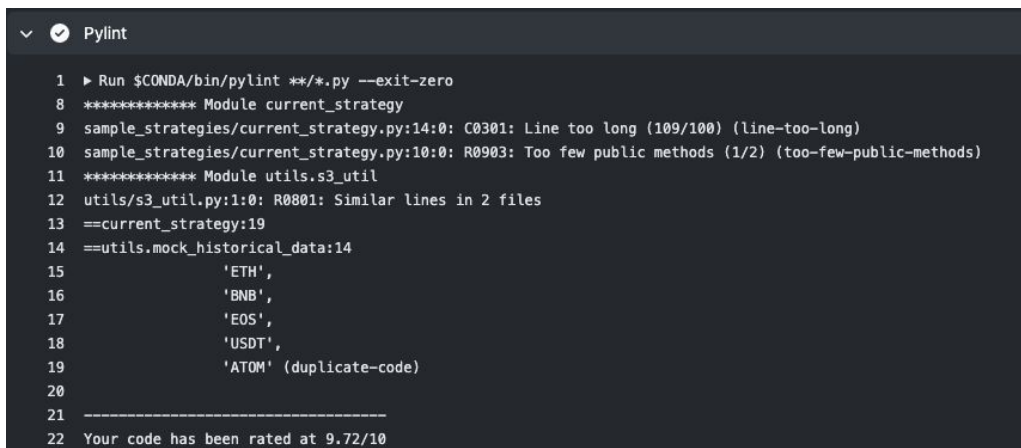 Pylint
1 ▶ Run $CONDA/bin/pylint **/*.py --exit-zero
8 ************* Module current_strategy
9 sample_strategies/current_strategy.py:14:0: C0301: Line too long (109/100) (line-too-long)
10 sample_strategies/current_strategy.py:10:0: R0903: Too few public methods (1/2) (too-few-public-methods)
11 ************* Module utils.s3_util
12 utils/s3_util.py:1:0: R0801: Similar lines in 2 files
13 ==current_strategy:19
14 ==utils.mock_historical_data:14
15 'ETH',
16 'BNB',
17 'EOS',
18 'USDT',
19 'ATOM' (duplicate-code)
20
21 -----------------------------------
22 Your code has been rated at 9.72/10